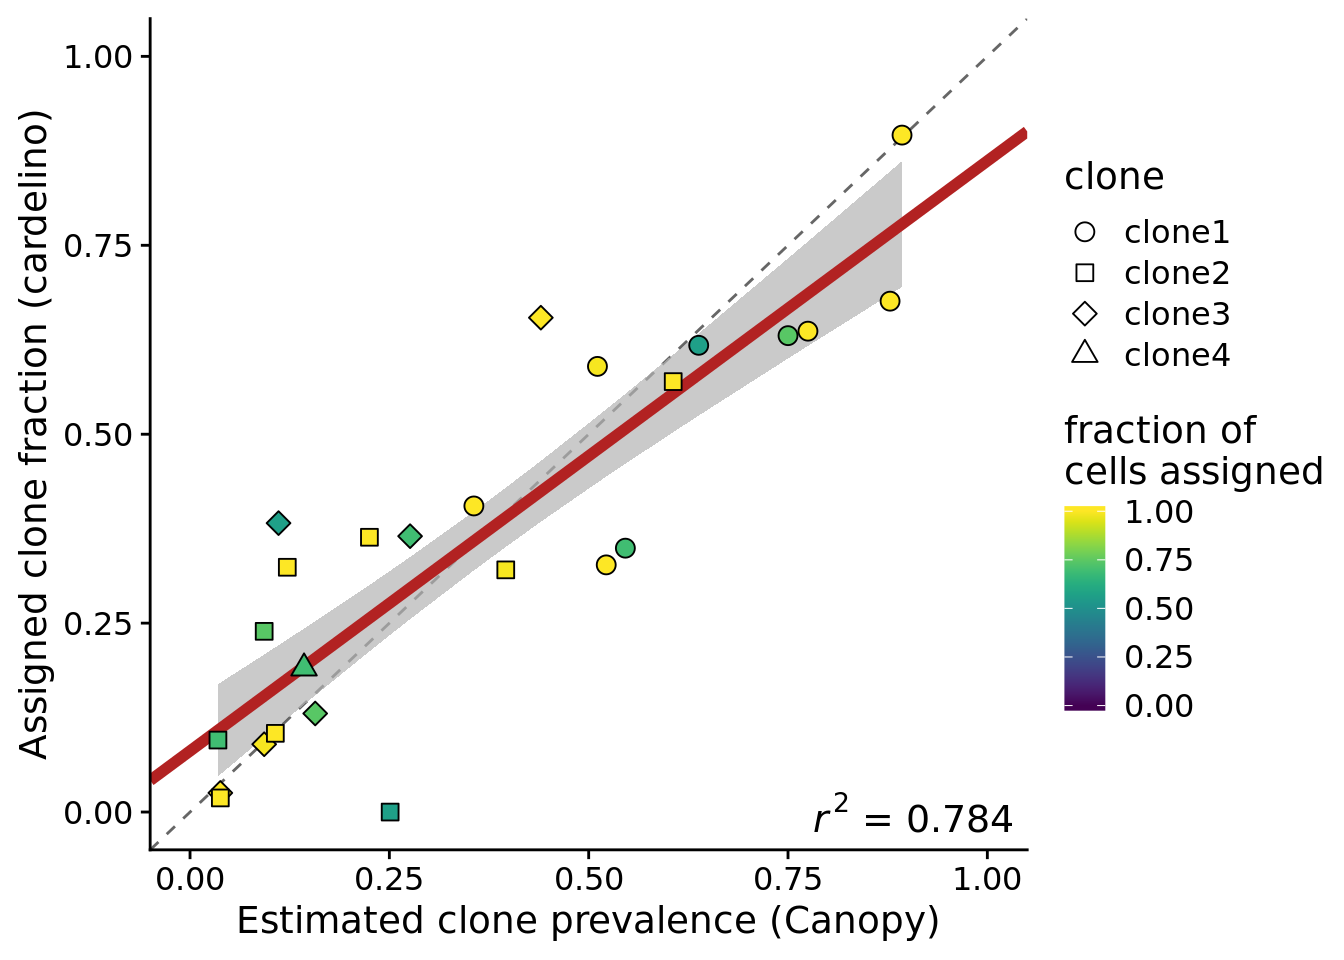 1.00
0.75
0.50
0.25
0.00
Assigned clone fraction (cardelino)
r² = 0.784
0.00 0.25 0.50 0.75 1.00
Estimated clone prevalence (Canopy)
clone
clone1
clone2
clone3
clone4
fraction of
cells assigned
1.00
0.75
0.50
0.25
0.00